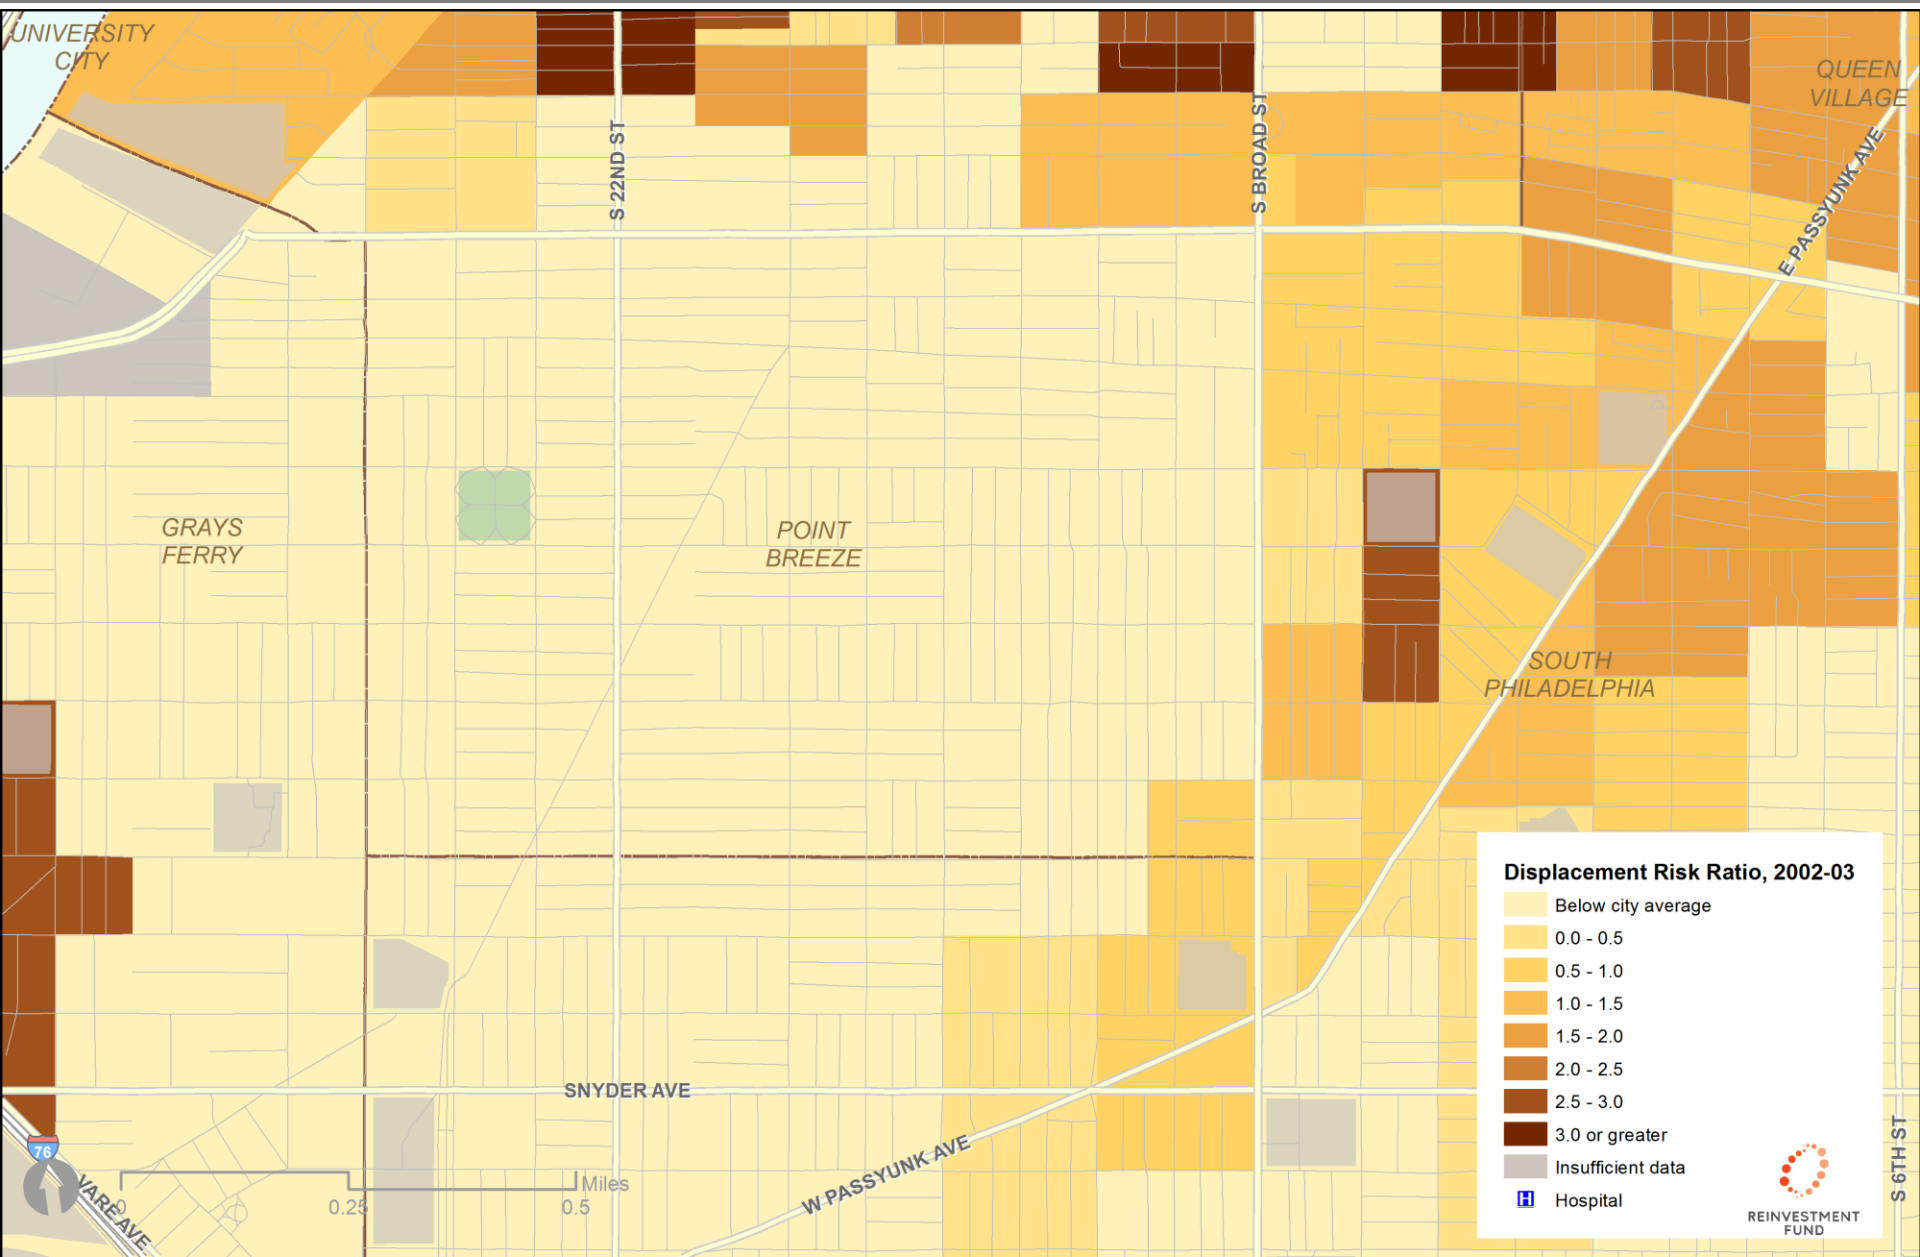 UNIVERSITY
CITY
QUEEN
VILLAGE
S 22ND ST
S BROAD ST
E PASSYUNK AVE
GRAYS
FERRY
POINT
BREEZE
SOUTH
PHILADELPHIA
SNYDER AVE
W PASSYUNK AVE
S 6TH ST
76
VARE AVE
0
0.25
0.5
Miles
Displacement Risk Ratio, 2002-03
Below city average
0.0 - 0.5
0.5 - 1.0
1.0 - 1.5
1.5 - 2.0
2.0 - 2.5
2.5 - 3.0
3.0 or greater
Insufficient data
H Hospital
REINVESTMENT
FUND